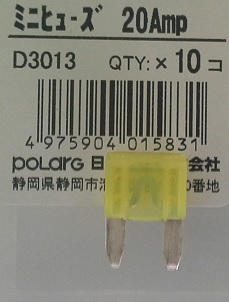 ミニヒューズ 20Amp
D3013 QTY: × 10 コ
4 975904 015831
POLARG 日 会社
静岡県静岡市 0番地